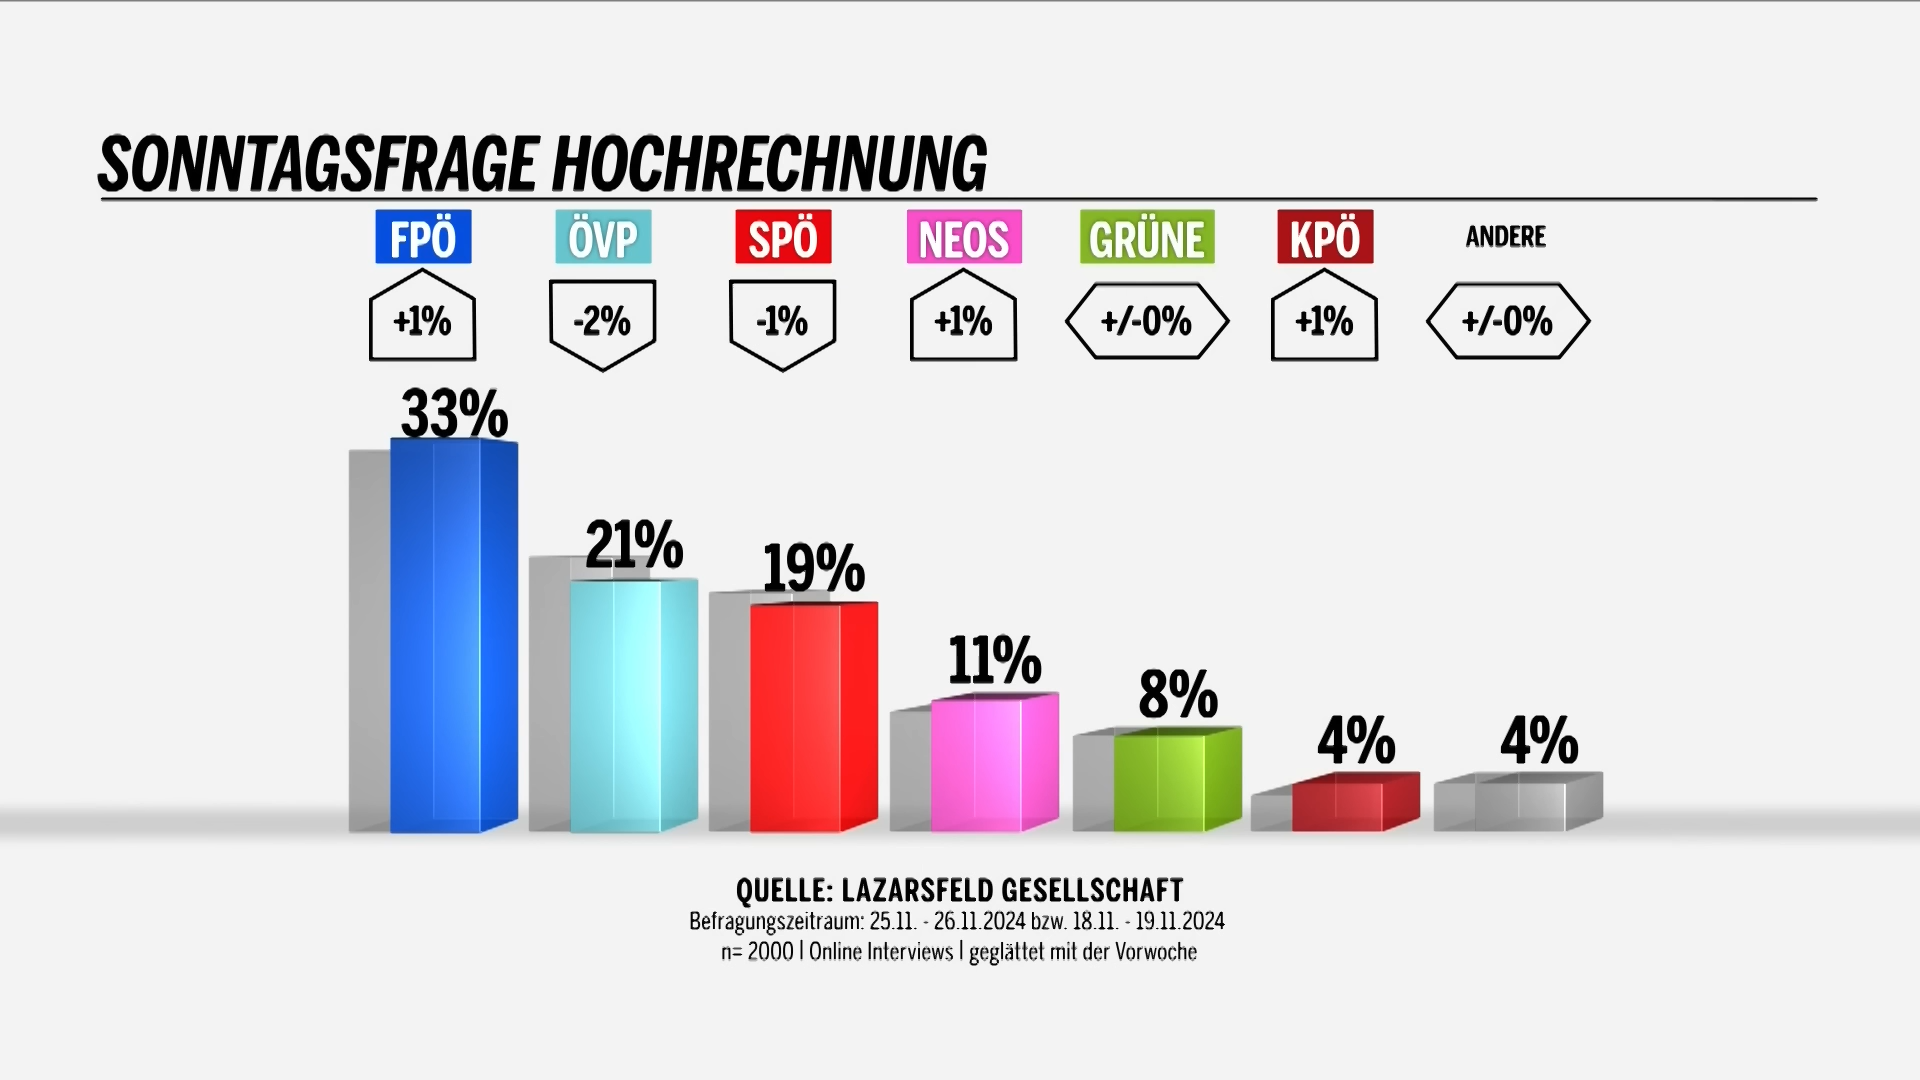 SONNTAGSFRAGE HOCHRECHNUNG
FPÖ ÖVP SPÖ NEOS GRÜNE KPÖ ANDERE
+1% -2% -1% +1% +/-0% +1% +/-0%
33% 21% 19% 11% 8% 4% 4%
QUELLE: LAZARSFELD GESELLSCHAFT
Befragungszeitraum: 25.11. - 26.11.2024 bzw. 18.11. - 19.11.2024
n= 2000 | Online Interviews | geglättet mit der Vorwoche